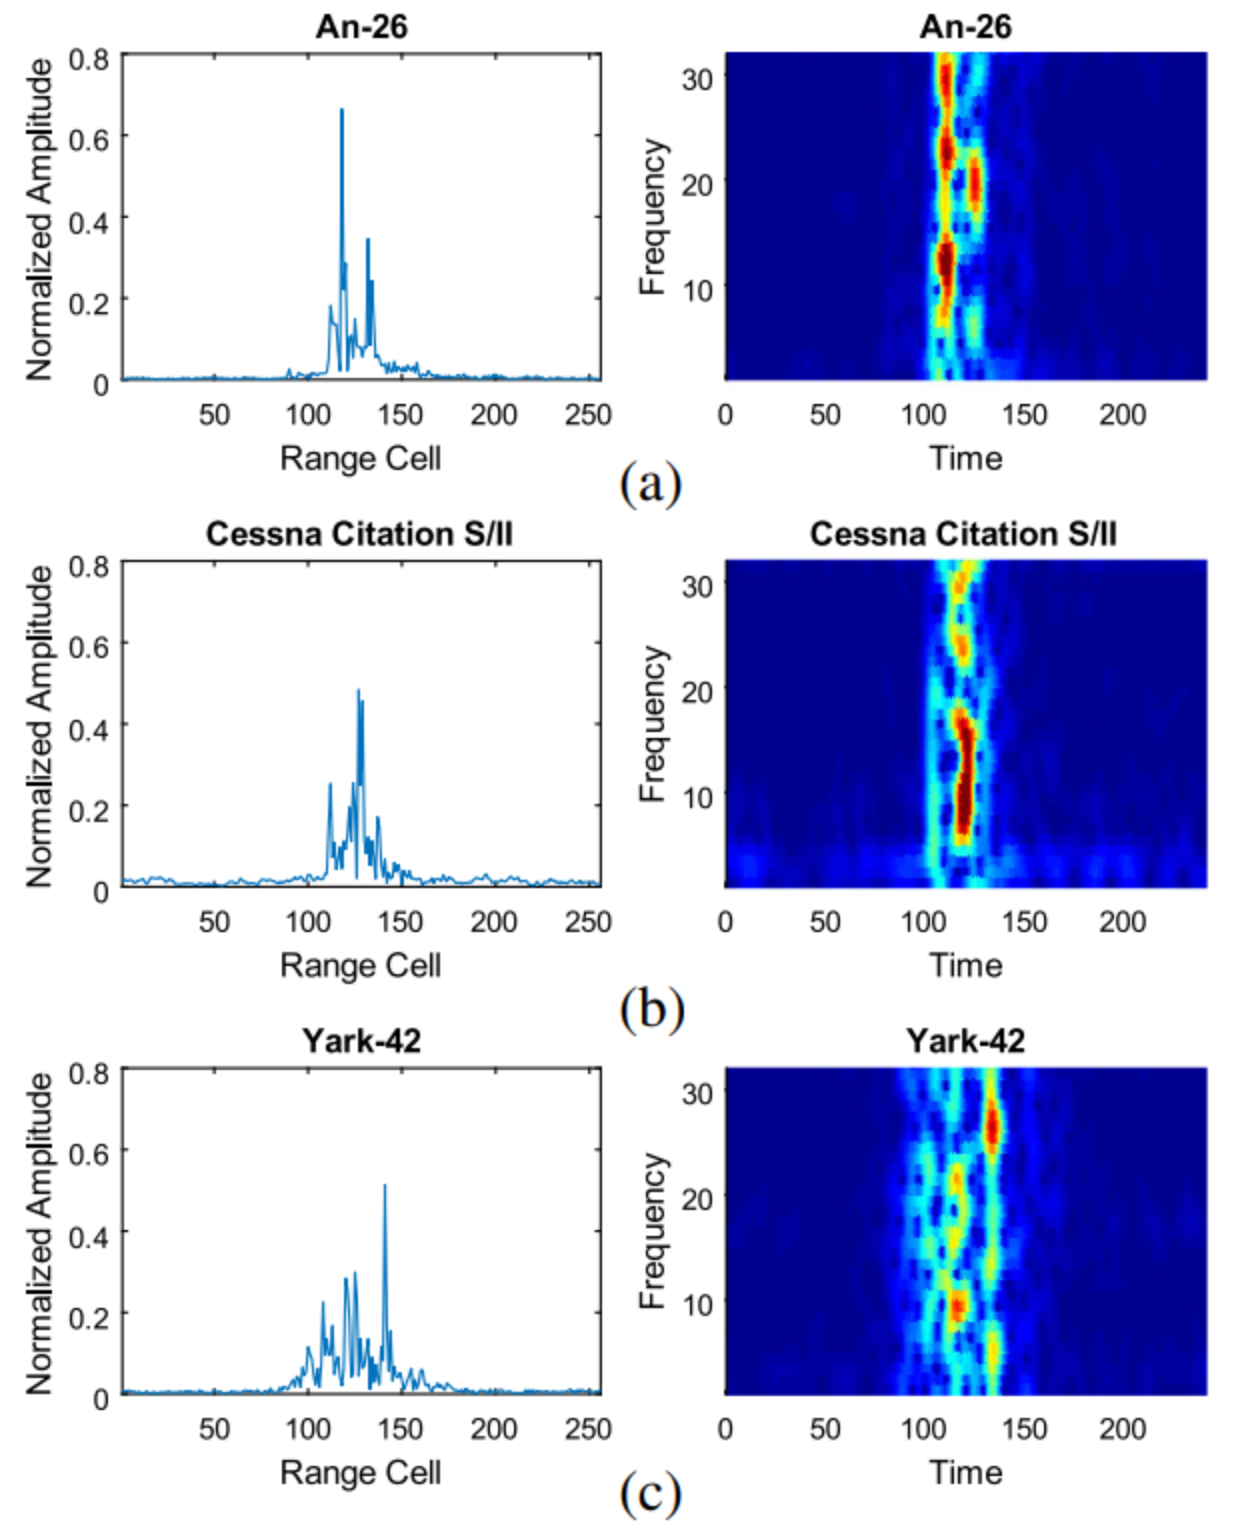 An-26
An-26
Normalized Amplitude
0.8
0.6
0.4
0.2
0
50 100 150 200 250
Range Cell
Frequency
30
20
10
0 50 100 150 200
Time
(a)
Cessna Citation S/II
Cessna Citation S/II
Normalized Amplitude
0.8
0.6
0.4
0.2
0
50 100 150 200 250
Range Cell
Frequency
30
20
10
0 50 100 150 200
Time
(b)
Yark-42
Yark-42
Normalized Amplitude
0.8
0.6
0.4
0.2
0
50 100 150 200 250
Range Cell
Frequency
30
20
10
0 50 100 150 200
Time
(c)